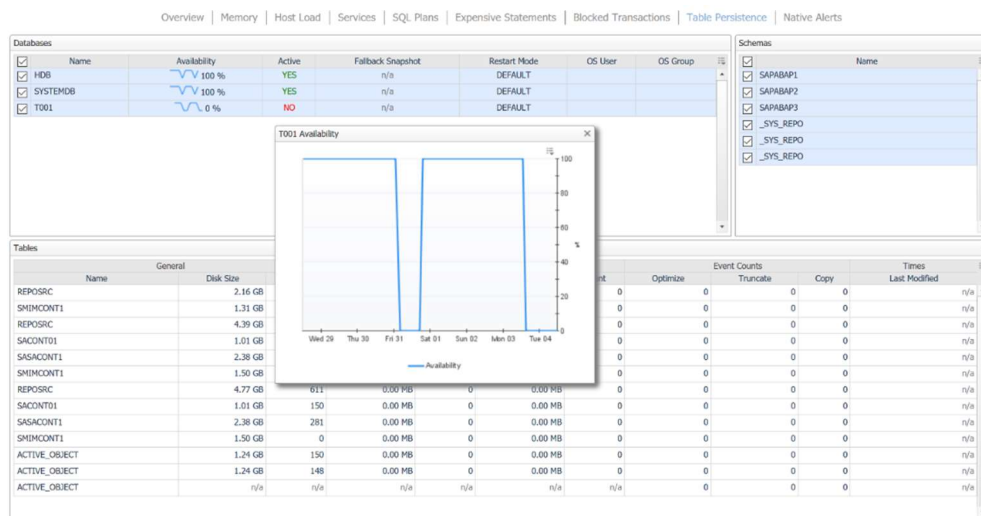 Overview | Memory | Host Load | Services | SQL Plans | Expensive Statements | Blocked Transactions | Table Persistence | Native Alerts
Databases
Name Availability Active Fallback Snapshot Restart Mode OS User OS Group
HDB 100 % YES n/a DEFAULT
SYSTEMDB 100 % YES n/a DEFAULT
T001 0 % NO n/a DEFAULT
Schemas
Name
SAPABAP1
SAPABAP2
SAPABAP3
_SYS_REPO
_SYS_REPO
_SYS_REPO
T001 Availability
100
80
60
%
40
20
0
Wed 29 Thu 30 Fri 31 Sat 01 Sun 02 Mon 03 Tue 04
Availability
Tables
General Event Counts Times
Name Disk Size nt Optimize Truncate Copy Last Modified
REPOSRC 2.16 GB 0 0 0 0 n/a
SMIMCONT1 1.31 GB 0 0 0 0 n/a
REPOSRC 4.39 GB 0 0 0 0 n/a
SACONT01 1.01 GB 0 0 0 0 n/a
SASACONT1 2.38 GB 0 0 0 0 n/a
SMIMCONT1 1.50 GB 0 0 0 0 n/a
REPOSRC 4.77 GB 611 0.00 MB 0 0.00 MB 0 0 0 0 n/a
SACONT01 1.01 GB 150 0.00 MB 0 0.00 MB 0 0 0 0 n/a
SASACONT1 2.38 GB 281 0.00 MB 0 0.00 MB 0 0 0 0 n/a
SMIMCONT1 1.50 GB 0 0.00 MB 0 0.00 MB 0 0 0 0 n/a
ACTIVE_OBJECT 1.24 GB 150 0.00 MB 0 0.00 MB 0 0 0 0 n/a
ACTIVE_OBJECT 1.24 GB 148 0.00 MB 0 0.00 MB 0 0 0 0 n/a
ACTIVE_OBJECT n/a n/a n/a n/a n/a n/a 0 0 0 n/a